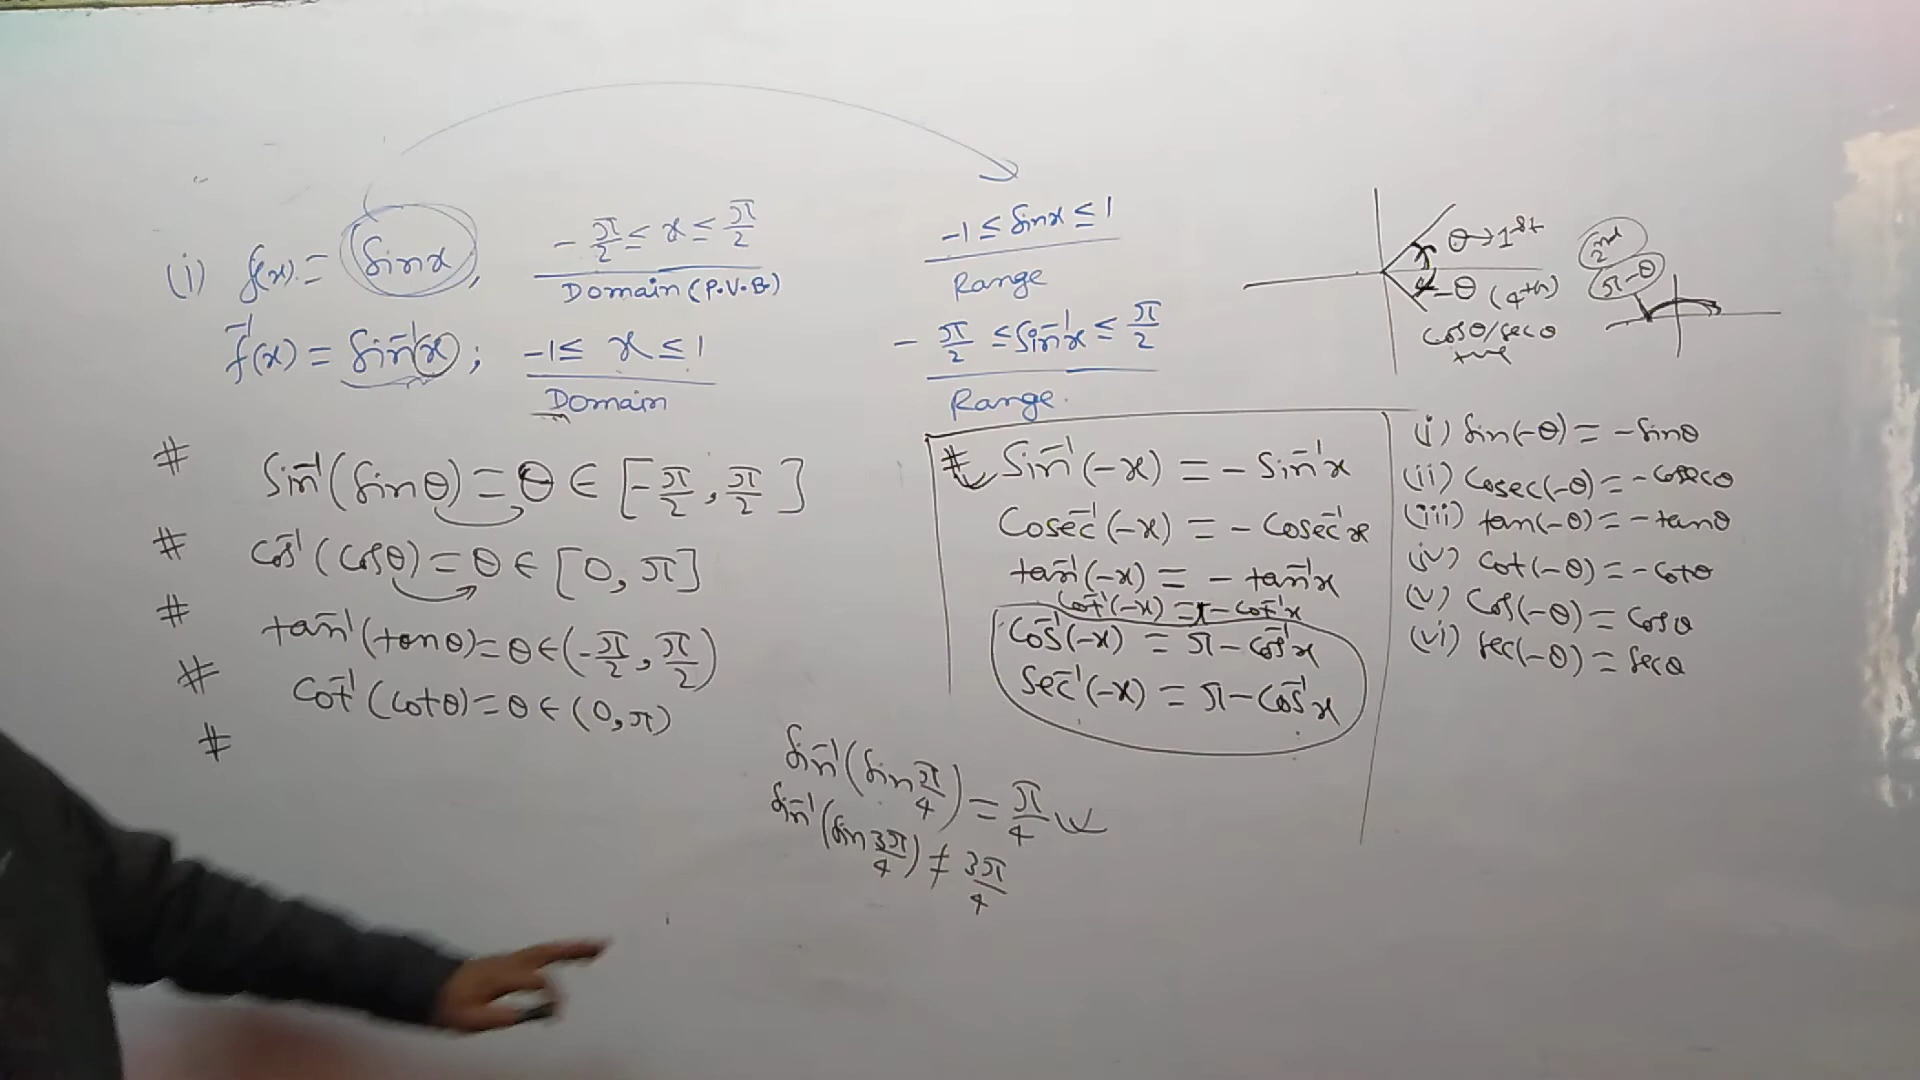 (i) f(x) = Sinx, -π/2 ≤ x ≤ π/2 -1 ≤ Sinx ≤ 1
Domain (P.V.B.) Range
f⁻¹(x) = Sin⁻¹(x); -1 ≤ x ≤ 1 -π/2 ≤ Sin⁻¹x ≤ π/2
Domain Range.
# Sin⁻¹(Sinθ) = θ ∈ [-π/2, π/2]
# Cos⁻¹(Cosθ) = θ ∈ [0, π]
# tan⁻¹(tanθ) = θ ∈ (-π/2, π/2)
# Cot⁻¹(Cotθ) = θ ∈ (0, π)
#
# Sin⁻¹(-x) = - Sin⁻¹x
Cosec⁻¹(-x) = - Cosec⁻¹x
tan⁻¹(-x) = - tan⁻¹x
Cot⁻¹(-x) = π - Cot⁻¹x
Cos⁻¹(-x) = π - Cos⁻¹x
Sec⁻¹(-x) = π - Cos⁻¹x
Sin⁻¹(Sin π/4) = π/4
Sin⁻¹(Sin 3π/4) ≠ 3π/4
θ → 1st
-θ (4th)
Cosθ/Secθ
+ve
2nd
π-θ
(i) Sin(-θ) = -Sinθ
(ii) Cosec(-θ) = -Cosecθ
(iii) tan(-θ) = -tanθ
(iv) Cot(-θ) = -Cotθ
(v) Cos(-θ) = Cosθ
(vi) Sec(-θ) = Secθ